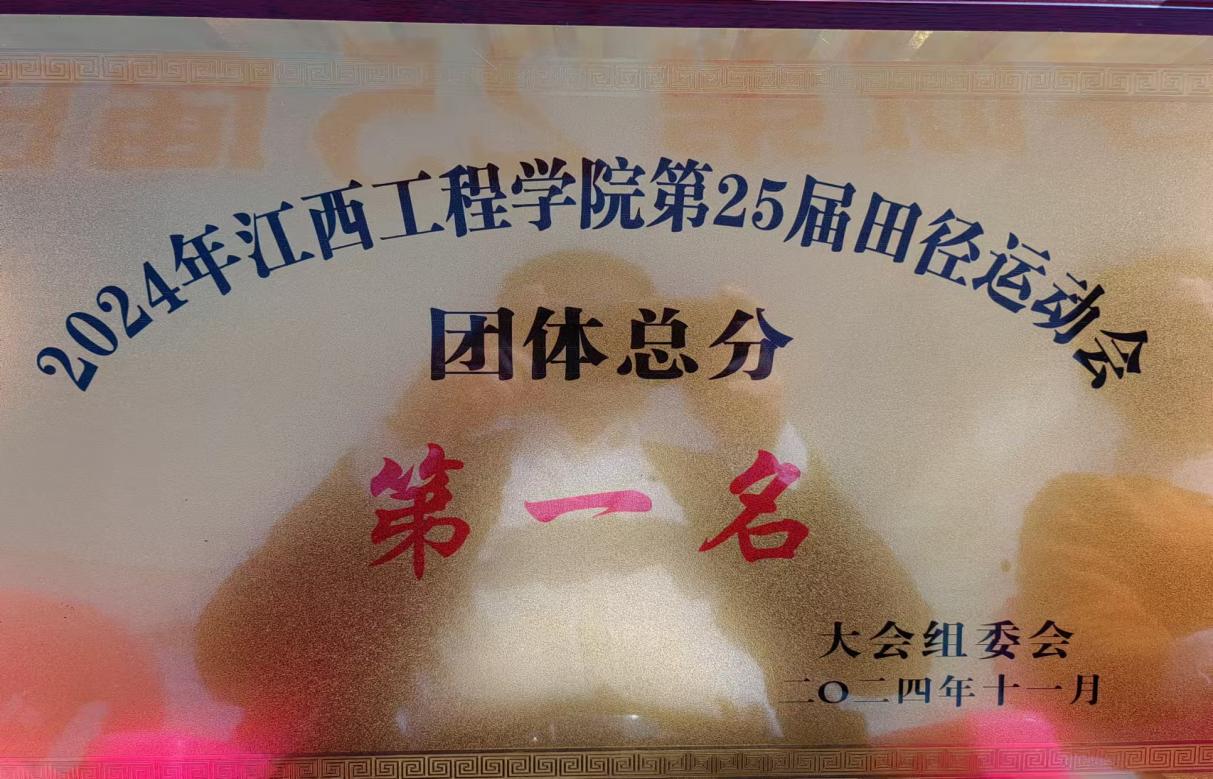 2024年江西工程学院第25届田径运动会
团体总分
第一名
大会组委会
二〇二四年十一月